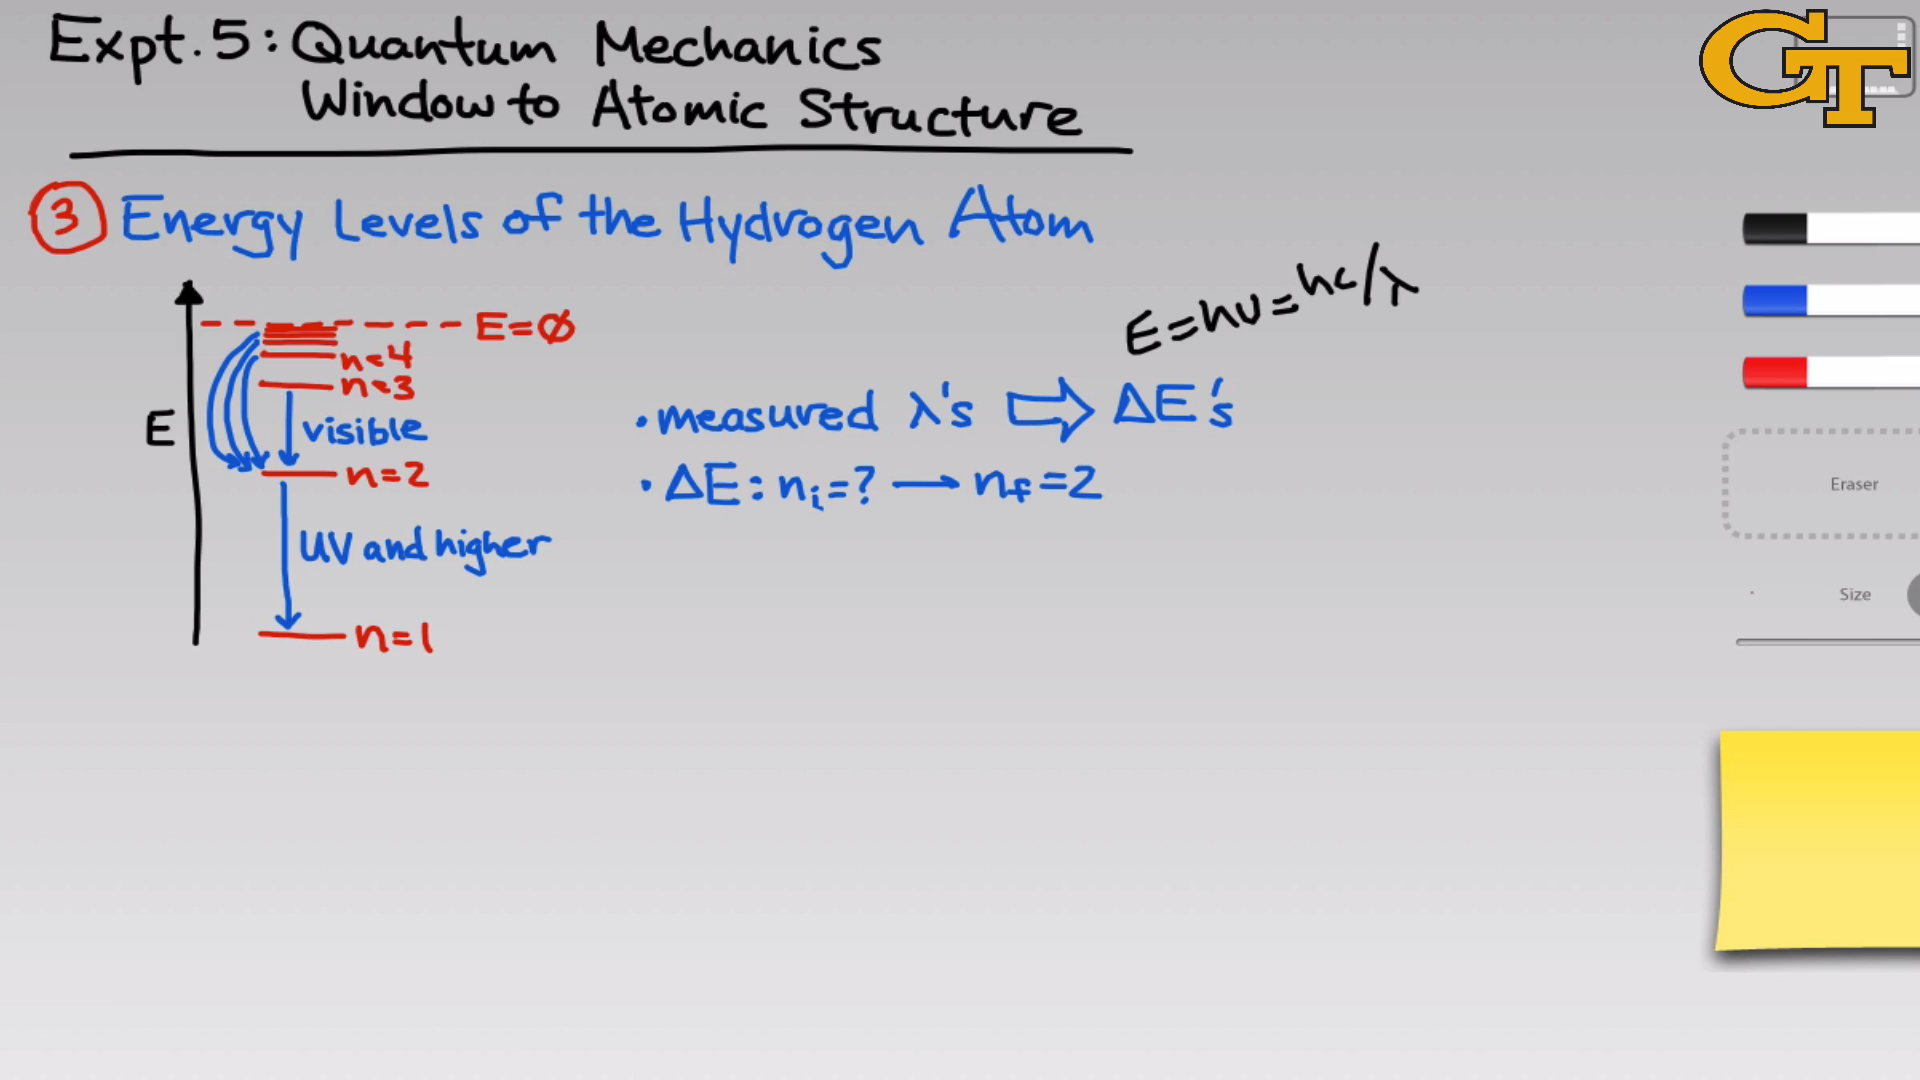 Expt. 5: Quantum Mechanics
Window to Atomic Structure
GT
3 Energy Levels of the Hydrogen Atom
E=hν=hc/λ
E=∅
n=4
n=3
E
visible
n=2
UV and higher
n=1
• measured λ's ⇒ ΔE's
• ΔE: nᵢ=? → n_f=2
Eraser
Size